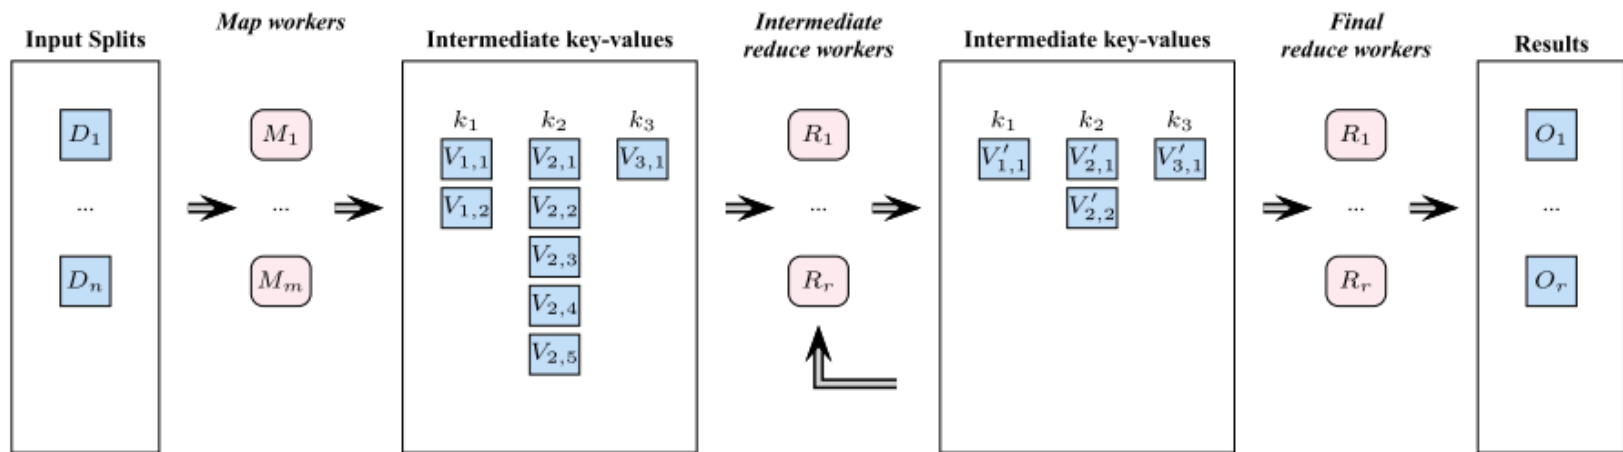 Input Splits
Map workers
Intermediate key-values
Intermediate
reduce workers
Intermediate key-values
Final
reduce workers
Results
D₁
...
Dₙ
M₁
...
Mₘ
k₁ k₂ k₃
V₁,₁ V₂,₁ V₃,₁
V₁,₂ V₂,₂
V₂,₃
V₂,₄
V₂,₅
R₁
...
Rᵣ
k₁ k₂ k₃
V′₁,₁ V′₂,₁ V′₃,₁
V′₂,₂
R₁
...
Rᵣ
O₁
...
Oᵣ